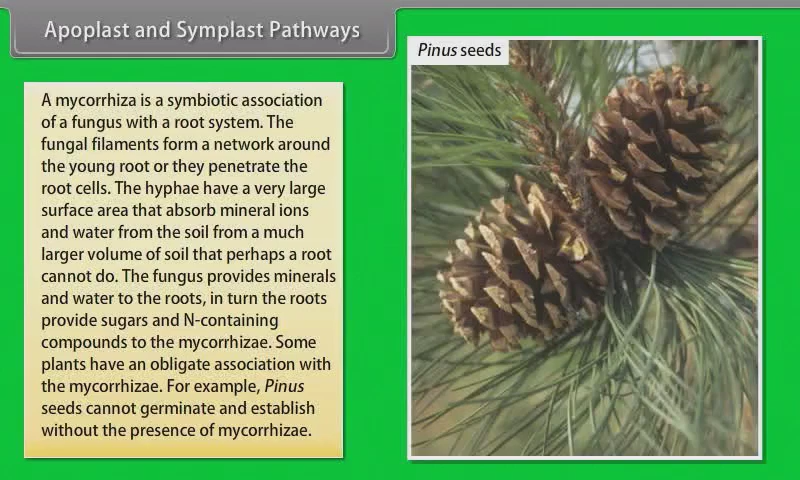 Apoplast and Symplast Pathways
Pinus seeds
A mycorrhiza is a symbiotic association
of a fungus with a root system. The
fungal filaments form a network around
the young root or they penetrate the
root cells. The hyphae have a very large
surface area that absorb mineral ions
and water from the soil from a much
larger volume of soil that perhaps a root
cannot do. The fungus provides minerals
and water to the roots, in turn the roots
provide sugars and N-containing
compounds to the mycorrhizae. Some
plants have an obligate association with
the mycorrhizae. For example, Pinus
seeds cannot germinate and establish
without the presence of mycorrhizae.